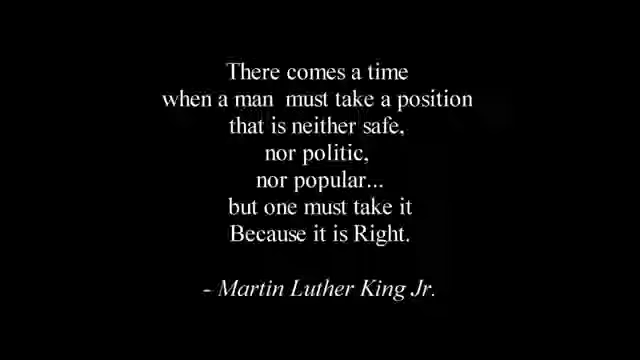 There comes a time
when a man must take a position
that is neither safe,
nor politic,
nor popular...
but one must take it
Because it is Right.
- Martin Luther King Jr.